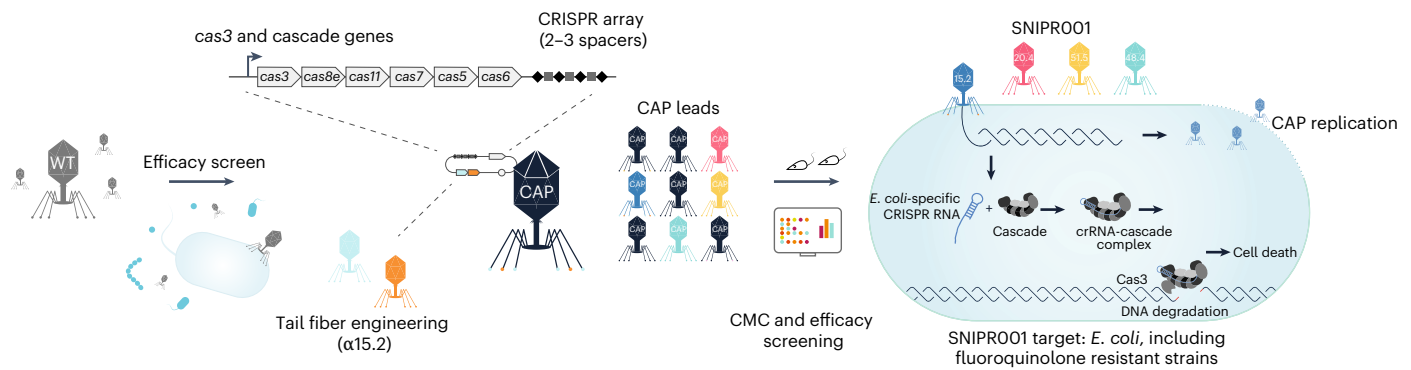 cas3 and cascade genes
CRISPR array
(2–3 spacers)
cas3
cas8e
cas11
cas7
cas5
cas6
WT
Efficacy screen
Tail fiber engineering
(α15.2)
CAP
CAP leads
CAP
CAP
CAP
CAP
CAP
CAP
CAP
CAP
CAP
CMC and efficacy
screening
SNIPR001
15.2
20.4
51.5
48.4
CAP replication
E. coli-specific
CRISPR RNA
+
Cascade
crRNA-cascade
complex
Cas3
Cell death
DNA degradation
SNIPR001 target: E. coli, including
fluoroquinolone resistant strains